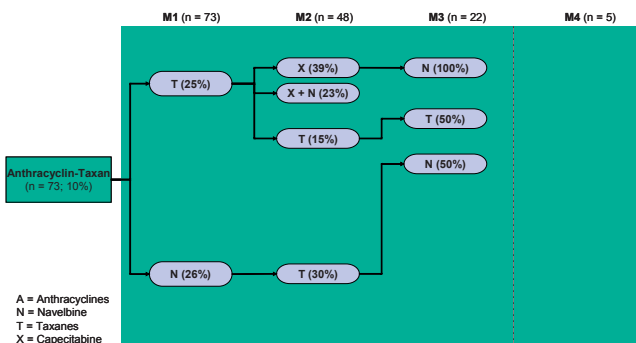 M1 (n = 73)
M2 (n = 48)
M3 (n = 22)
M4 (n = 5)
X (39%)
N (100%)
T (25%)
X + N (23%)
T (50%)
T (15%)
N (50%)
Anthracyclin-Taxan
(n = 73; 10%)
N (26%)
T (30%)
A = Anthracyclines
N = Navelbine
T = Taxanes
X = Capecitabine